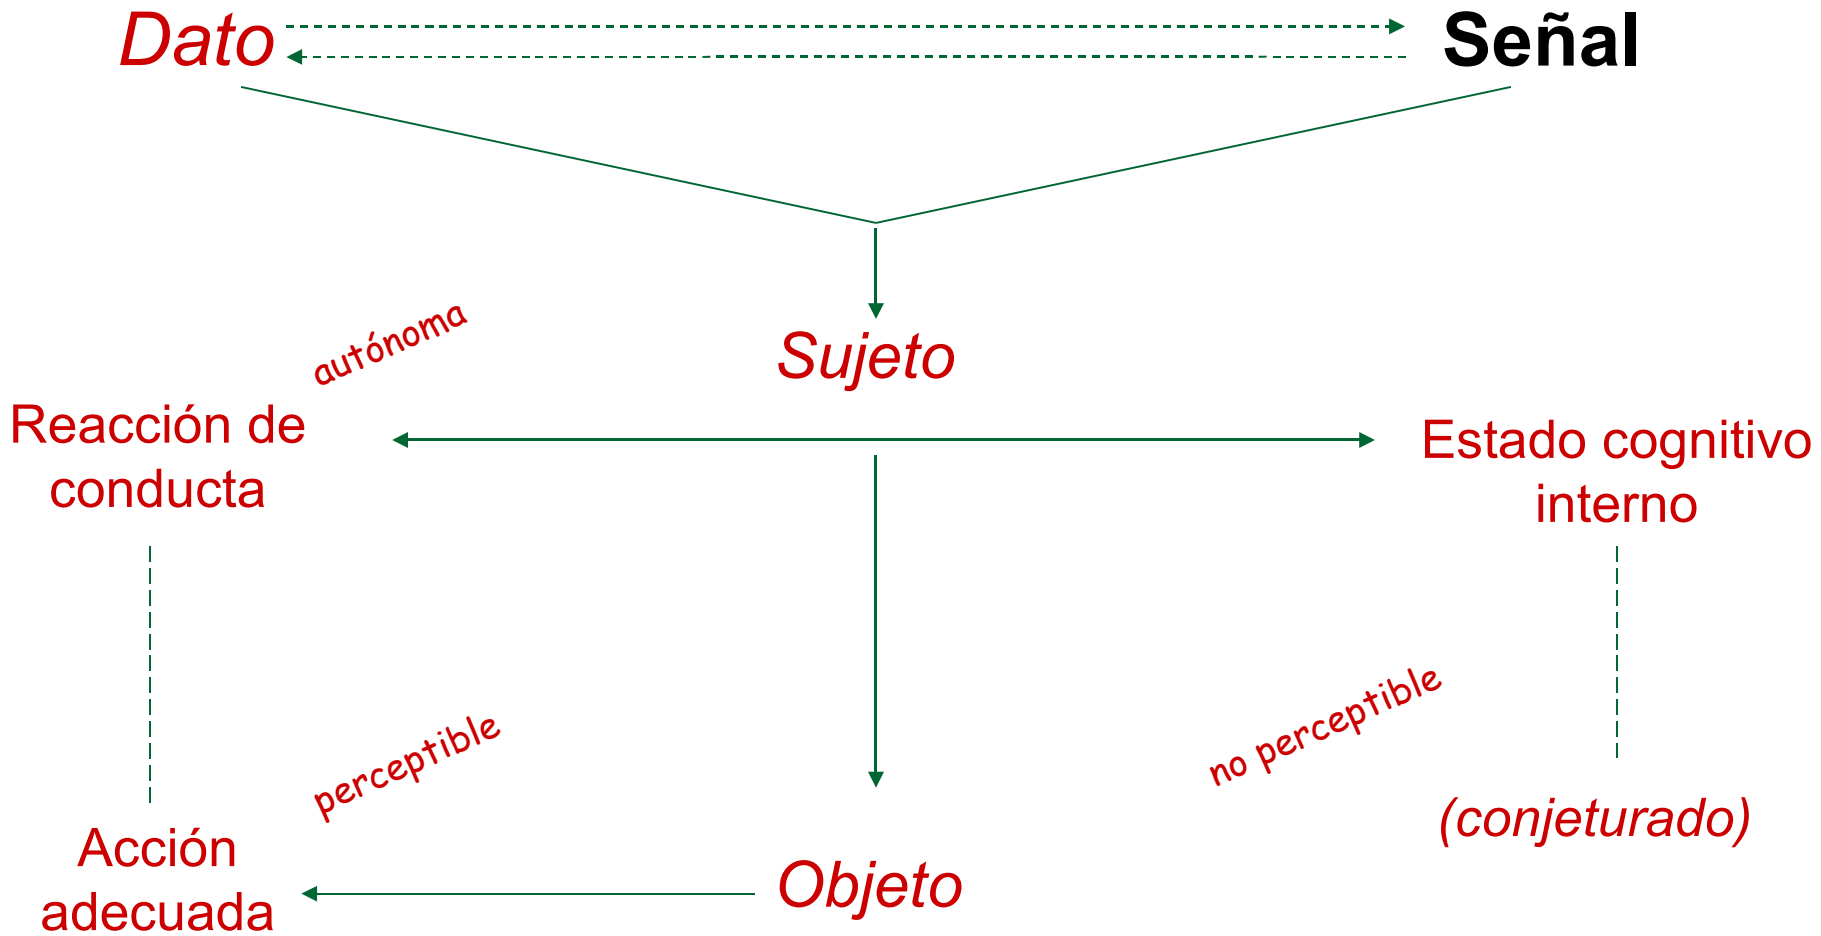 Dato
Señal
autónoma
Sujeto
Reacción de
conducta
Estado cognitivo
interno
perceptible
no perceptible
Acción
adecuada
Objeto
(conjeturado)